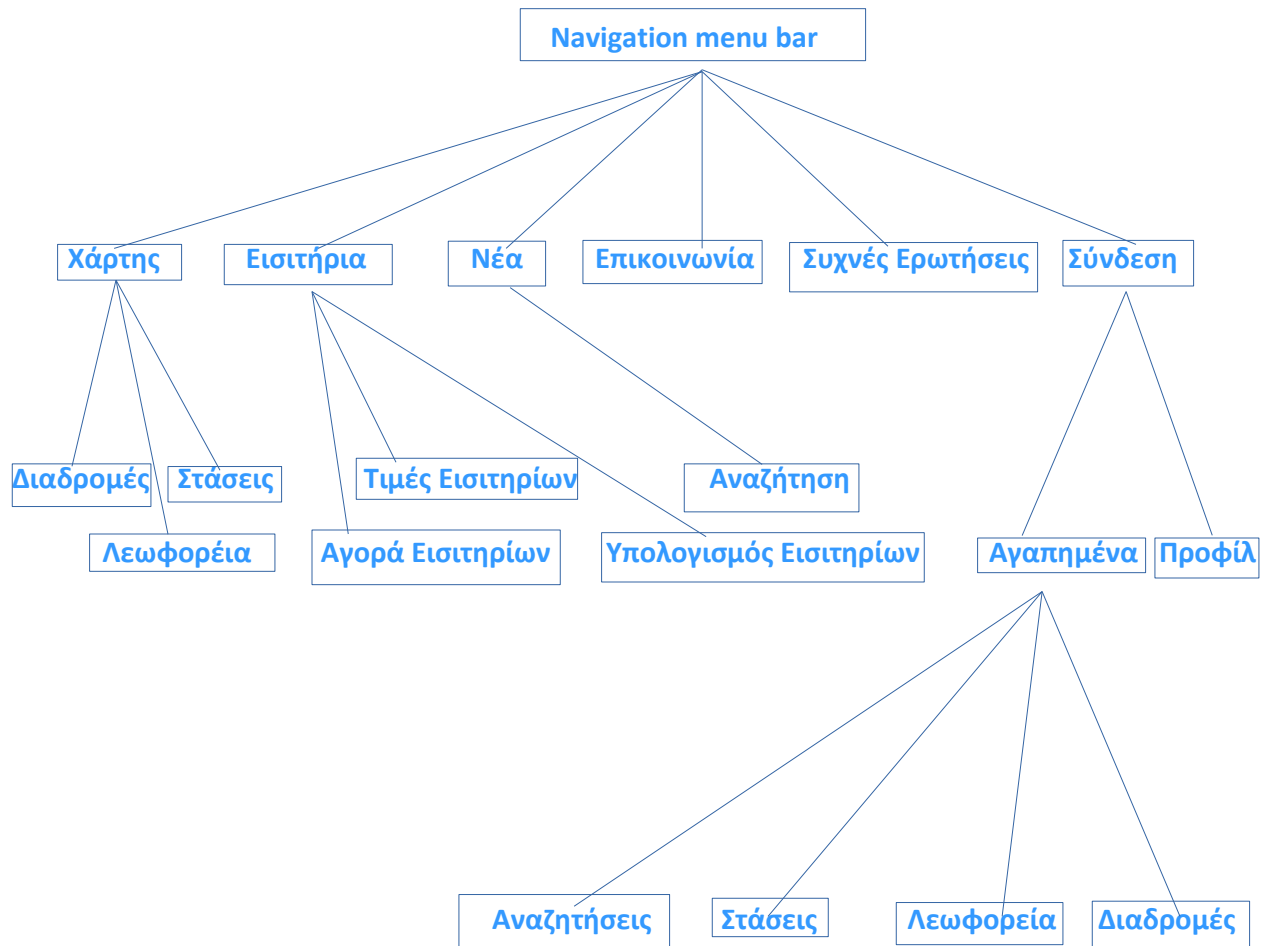 Navigation menu bar
Χάρτης
Εισιτήρια
Νέα
Επικοινωνία
Συχνές Ερωτήσεις
Σύνδεση
Διαδρομές
Στάσεις
Τιμές Εισιτηρίων
Αναζήτηση
Λεωφορέια
Αγορά Εισιτηρίων
Υπολογισμός Εισιτηρίων
Αγαπημένα
Προφίλ
Αναζητήσεις
Στάσεις
Λεωφορεία
Διαδρομές